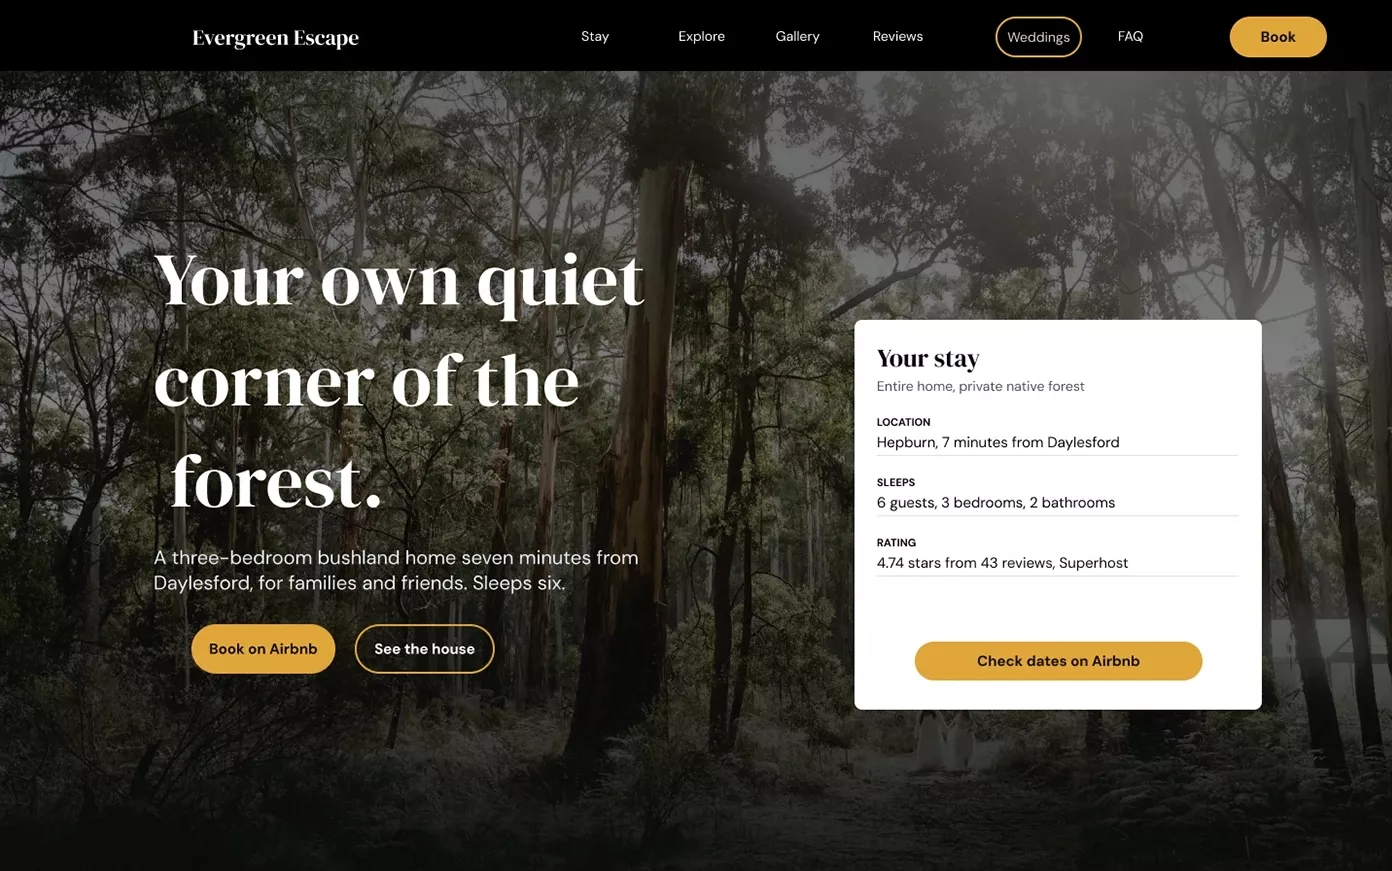 Evergreen Escape
Stay
Explore
Gallery
Reviews
Weddings
FAQ
Book
Your own quiet
corner of the
forest.
A three-bedroom bushland home seven minutes from
Daylesford, for families and friends. Sleeps six.
Book on Airbnb
See the house
Your stay
Entire home, private native forest
LOCATION
Hepburn, 7 minutes from Daylesford
SLEEPS
6 guests, 3 bedrooms, 2 bathrooms
RATING
4.74 stars from 43 reviews, Superhost
Check dates on Airbnb